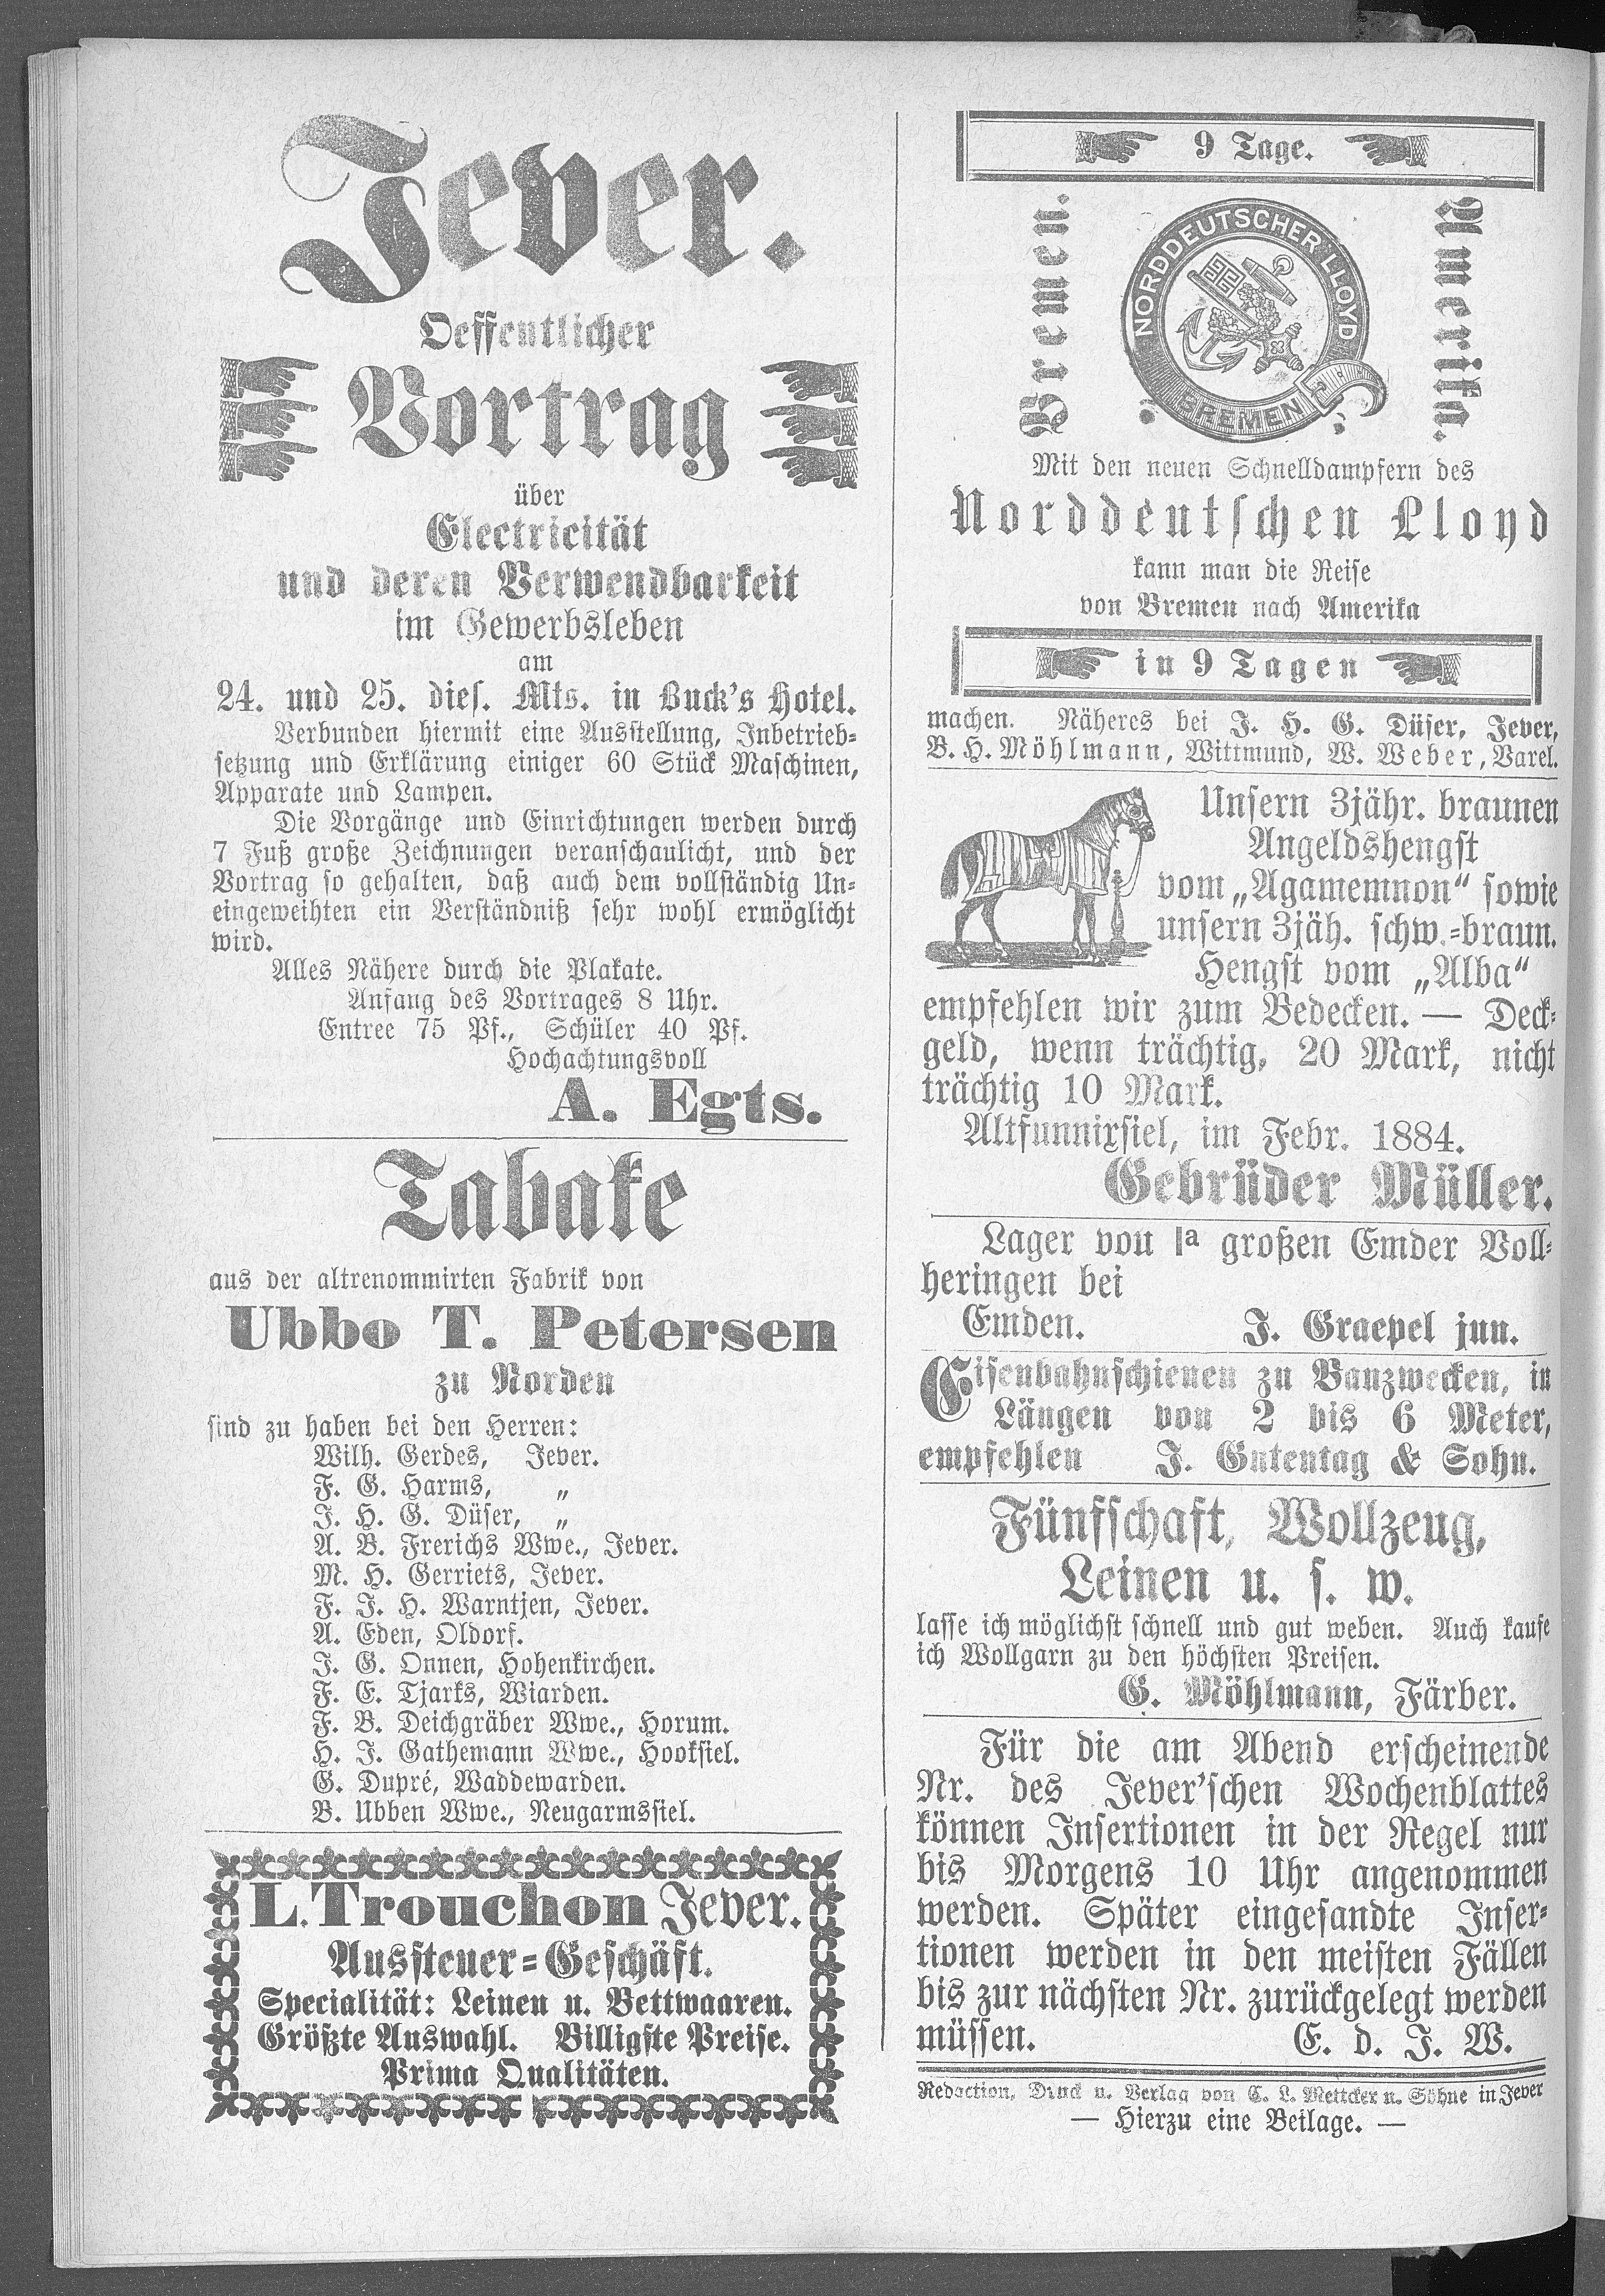 Jever.
Oeffentlicher
Vortrag
über
Electricität
und deren Verwendbarkeit
im Gewerbsleben
am
24. und 25. dies. Mts. in Buck's Hotel.
Verbunden hiermit eine Ausstellung, Inbetrieb-
setzung und Erklärung einiger 60 Stück Maschinen,
Apparate und Lampen.
Die Vorgänge und Einrichtungen werden durch
7 Fuß große Zeichnungen veranschaulicht, und der
Vortrag so gehalten, daß auch dem vollständig Un-
eingeweihten ein Verständniß sehr wohl ermöglicht
wird.
Alles Nähere durch die Plakate.
Anfang des Vortrages 8 Uhr.
Entree 75 Pf., Schüler 40 Pf.
Hochachtungsvoll
A. Egts.
Tabake
aus der altrenommirten Fabrik von
Ubbo T. Petersen
zu Norden
sind zu haben bei den Herren:
Wilh. Gerdes, Jever.
F. G. Harms, „
J. H. G. Düser, „
A. B. Frerichs Wwe., Jever.
M. H. Gerriets, Jever.
F. J. H. Warntjen, Jever.
A. Eden, Oldorf.
J. G. Onnen, Hohenkirchen.
F. E. Tjarks, Wiarden.
F. B. Deichgräber Wwe., Horum.
H. J. Gathemann Wwe., Hooksiel.
G. Dupré, Waddewarden.
B. Ubben Wwe., Neugarmssiel.
L. Trouchon Jever.
Aussteuer-Geschäft.
Specialität: Leinen u. Bettwaaren.
Größte Auswahl. Billigste Preise.
Prima Qualitäten.
9 Tage.
Bremen.
NORDDEUTSCHER LLOYD
BREMEN
Amerika.
Mit den neuen Schnelldampfern des
Norddeutschen Lloyd
kann man die Reise
von Bremen nach Amerika
in 9 Tagen
machen. Näheres bei J. H. G. Düser, Jever,
B. H. Möhlmann, Wittmund, W. Weber, Varel.
Unsern 3jähr. braunen
Angeldshengst
vom „Agamemnon“ sowie
unsern 3jäh. schw.-braun.
Hengst vom „Alba“
empfehlen wir zum Bedecken. — Deck-
geld, wenn trächtig, 20 Mark, nicht
trächtig 10 Mark.
Altfunnixsiel, im Febr. 1884.
Gebrüder Müller.
Lager von Ia großen Emder Voll-
heringen bei
Emden. J. Graepel jun.
Eisenbahnschienen zu Bauzwecken, in
Längen von 2 bis 6 Meter,
empfehlen J. Gutentag & Sohn.
Fünfschaft, Wollzeug,
Leinen u. s. w.
lasse ich möglichst schnell und gut weben. Auch kaufe
ich Wollgarn zu den höchsten Preisen.
G. Möhlmann, Färber.
Für die am Abend erscheinende
Nr. des Jever'schen Wochenblattes
können Insertionen in der Regel nur
bis Morgens 10 Uhr angenommen
werden. Später eingesandte Inser-
tionen werden in den meisten Fällen
bis zur nächsten Nr. zurückgelegt werden
müssen. E. d. J. W.
Redaction, Druck u. Verlag von C. L. Mettcker u. Söhne in Jever
— Hierzu eine Beilage. —